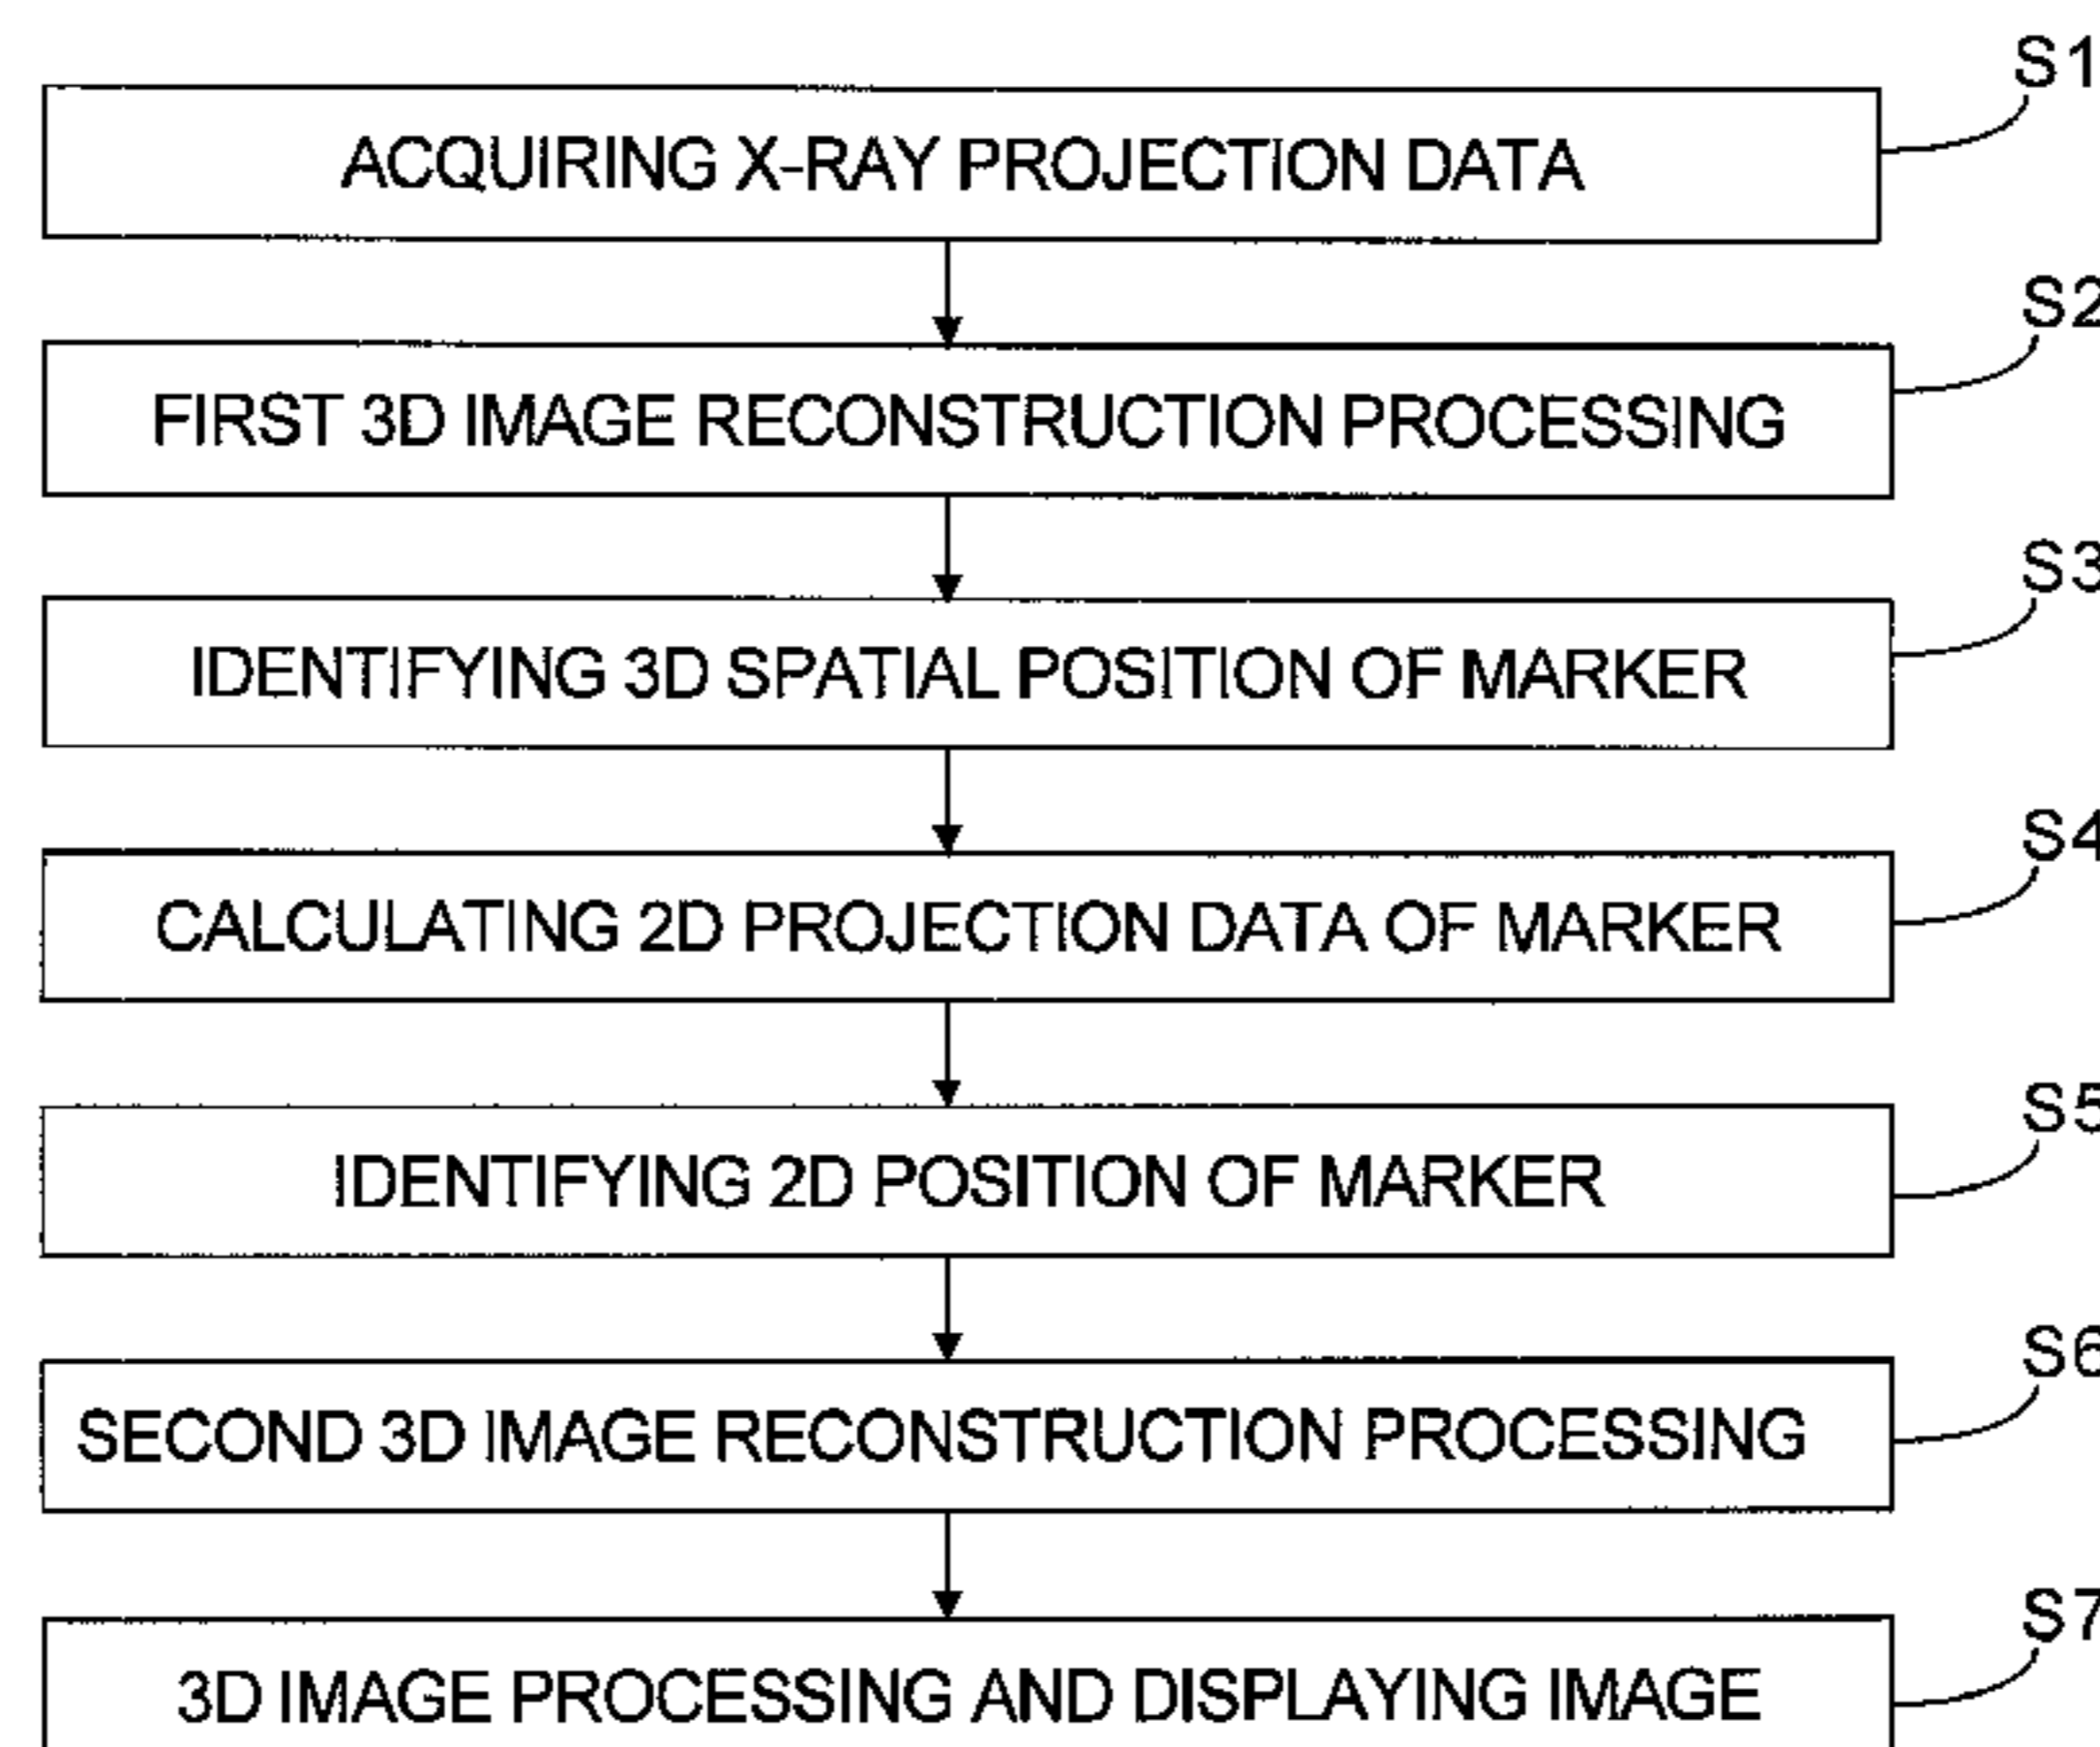 S1
ACQUIRING X-RAY PROJECTION DATA
S2
FIRST 3D IMAGE RECONSTRUCTION PROCESSING
S3
IDENTIFYING 3D SPATIAL POSITION OF MARKER
S4
CALCULATING 2D PROJECTION DATA OF MARKER
S5
IDENTIFYING 2D POSITION OF MARKER
S6
SECOND 3D IMAGE RECONSTRUCTION PROCESSING
S7
3D IMAGE PROCESSING AND DISPLAYING IMAGE